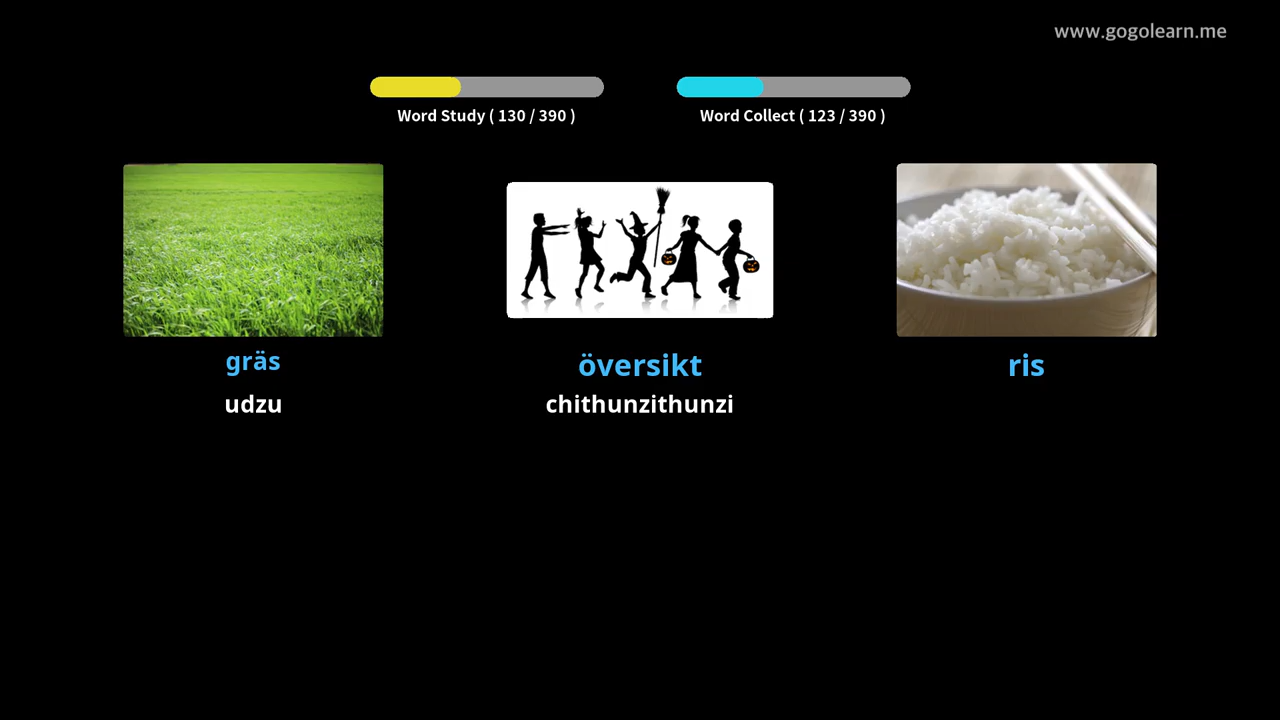 www.gogolearn.me
Word Study ( 130 / 390 )
Word Collect ( 123 / 390 )
gräs
översikt
ris
udzu
chithunzithunzi